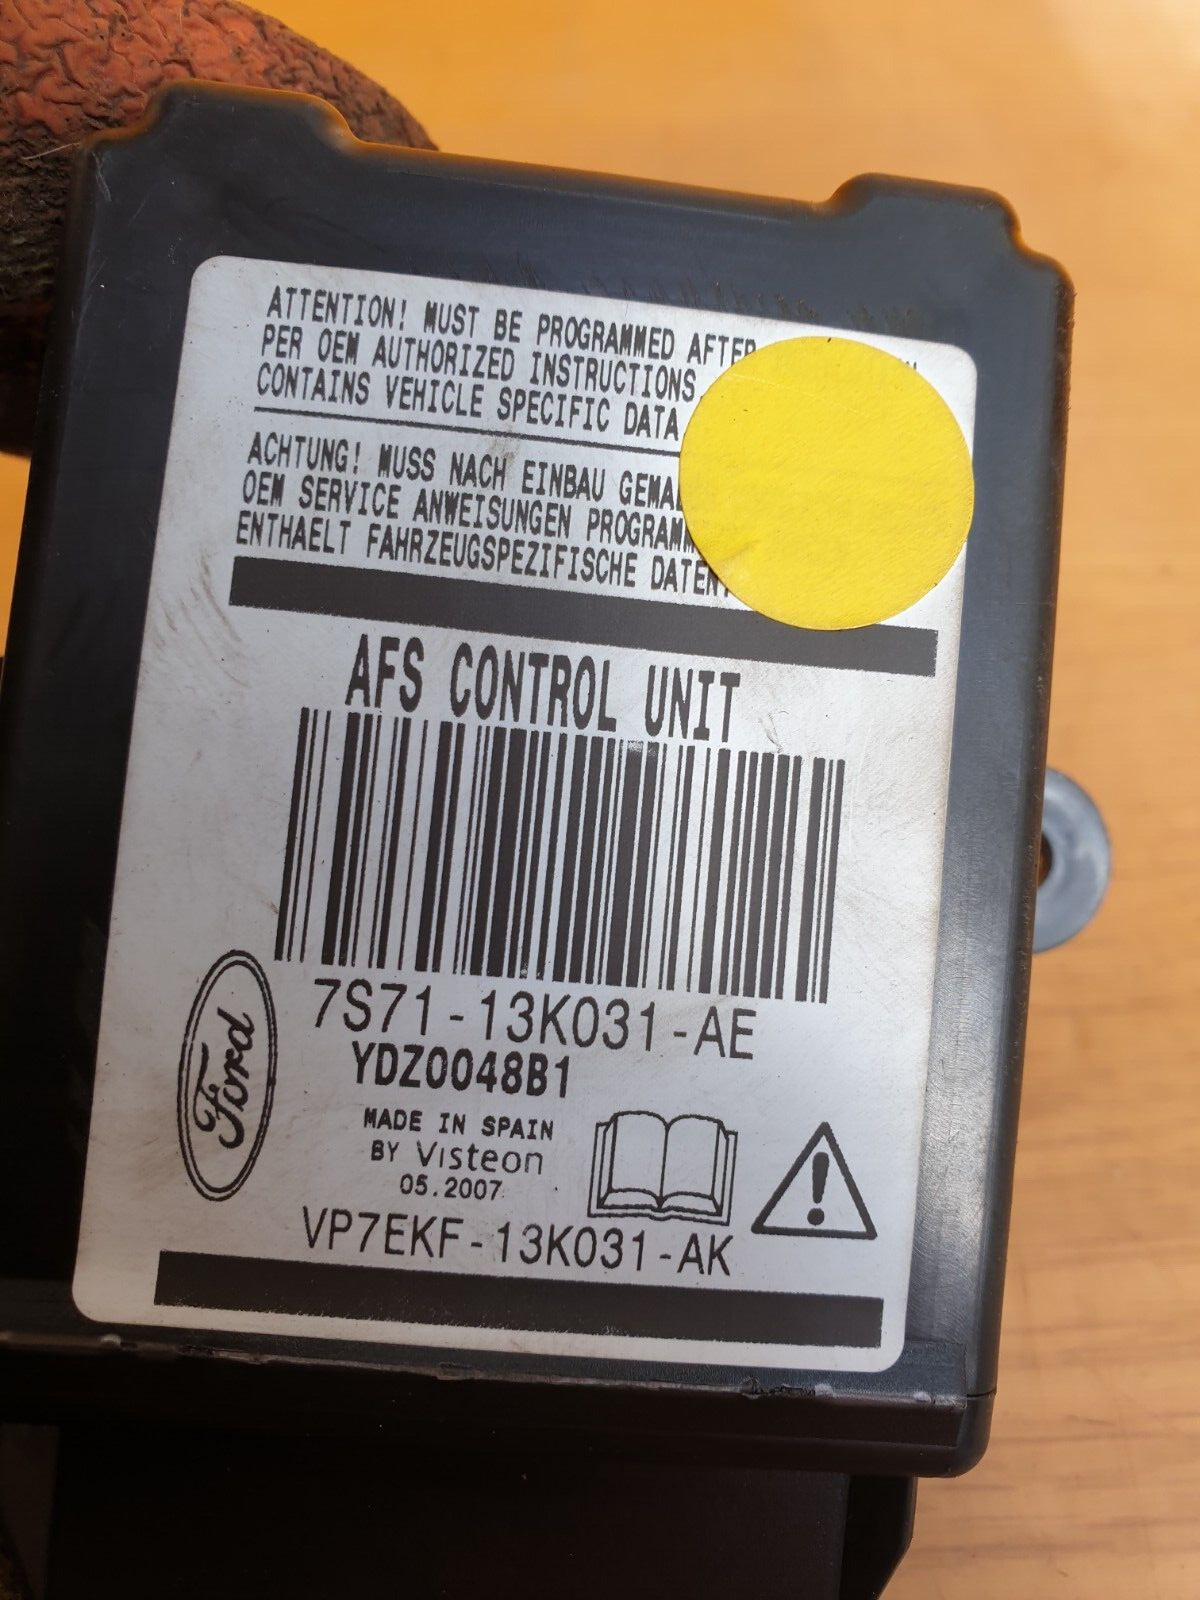 ATTENTION! MUST BE PROGRAMMED AFTER
PER OEM AUTHORIZED INSTRUCTIONS
CONTAINS VEHICLE SPECIFIC DATA
ACHTUNG! MUSS NACH EINBAU
OEM SERVICE ANWEISUNGEN
ENTHAELT FAHRZEUGSPEZIFISCHE DATEN
AFS CONTROL UNIT
7S71-13K031-AE
YDZ0048B1
Ford
MADE IN SPAIN
BY Visteon
05.2007
VP7EKF-13K031-AK